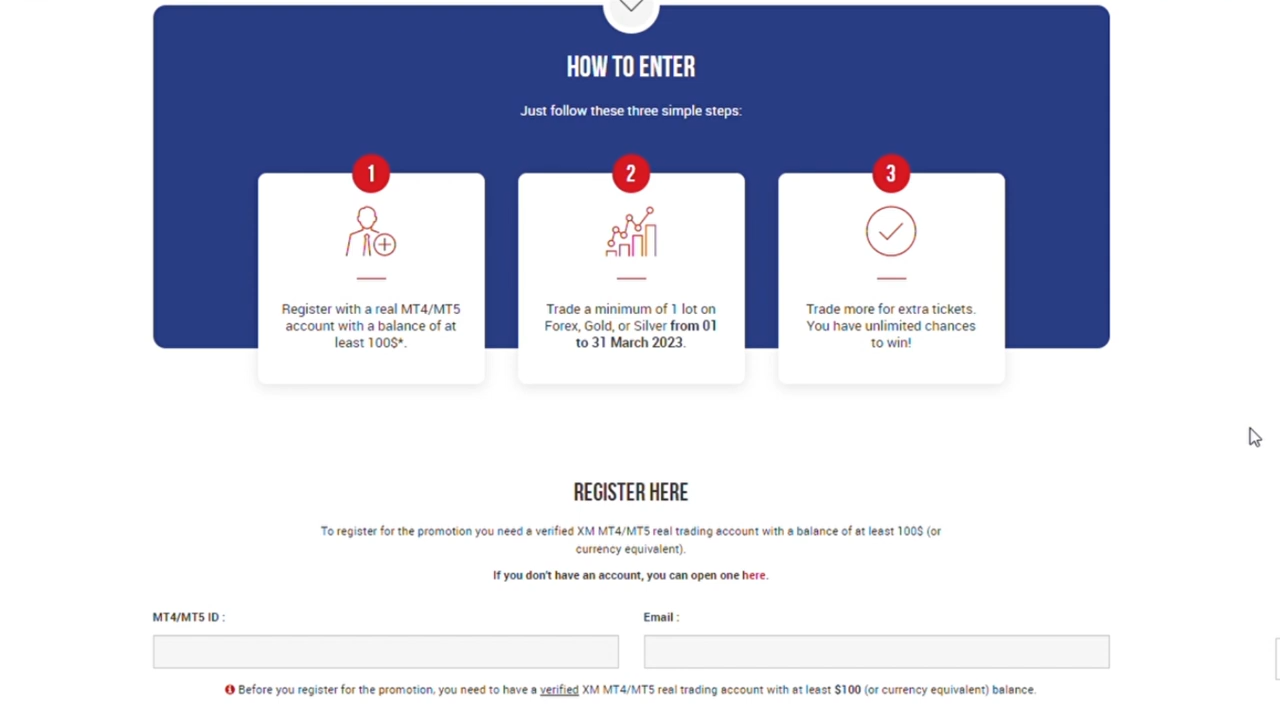 HOW TO ENTER
Just follow these three simple steps:
1
Register with a real MT4/MT5
account with a balance of at
least 100$*.
2
Trade a minimum of 1 lot on
Forex, Gold, or Silver from 01
to 31 March 2023.
3
Trade more for extra tickets.
You have unlimited chances
to win!
REGISTER HERE
To register for the promotion you need a verified XM MT4/MT5 real trading account with a balance of at least 100$ (or
currency equivalent).
If you don't have an account, you can open one here.
MT4/MT5 ID :
Email :
Before you register for the promotion, you need to have a verified XM MT4/MT5 real trading account with at least $100 (or currency equivalent) balance.